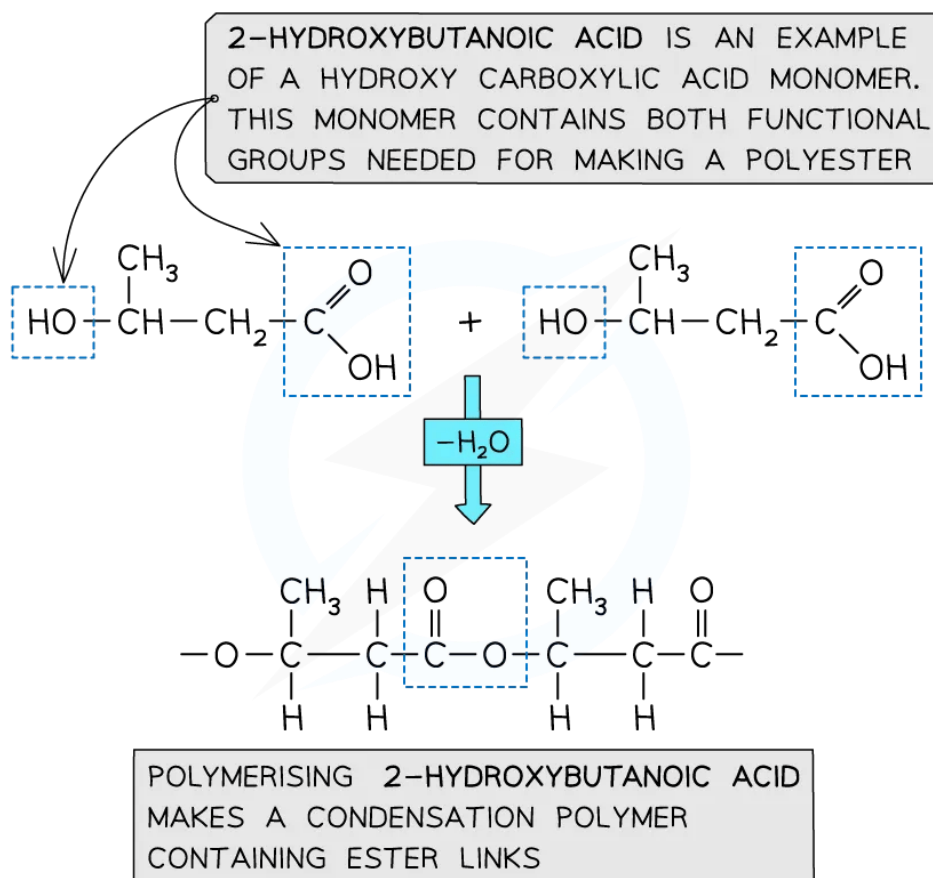 2-HYDROXYBUTANOIC ACID IS AN EXAMPLE
OF A HYDROXY CARBOXYLIC ACID MONOMER.
THIS MONOMER CONTAINS BOTH FUNCTIONAL
GROUPS NEEDED FOR MAKING A POLYESTER
CH₃ O CH₃ O
HO CH CH₂ C + HO CH CH₂ C
OH OH
−H₂O
CH₃ H O CH₃ H O
O C C C O C C C
H H H H
POLYMERISING 2-HYDROXYBUTANOIC ACID
MAKES A CONDENSATION POLYMER
CONTAINING ESTER LINKS